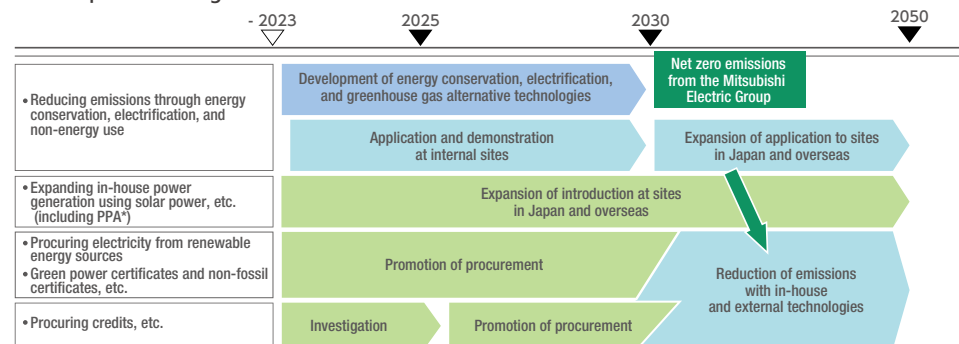 - 2023
2025
2030
2050
• Reducing emissions through energy
conservation, electrification, and
non-energy use
Development of energy conservation, electrification,
and greenhouse gas alternative technologies
Net zero emissions
from the Mitsubishi
Electric Group
Application and demonstration
at internal sites
Expansion of application to sites
in Japan and overseas
• Expanding in-house power
generation using solar power, etc.
(including PPA*)
Expansion of introduction at sites
in Japan and overseas
• Procuring electricity from renewable
energy sources
• Green power certificates and non-fossil
certificates, etc.
Promotion of procurement
Reduction of emissions
with in-house
and external technologies
• Procuring credits, etc.
Investigation
Promotion of procurement